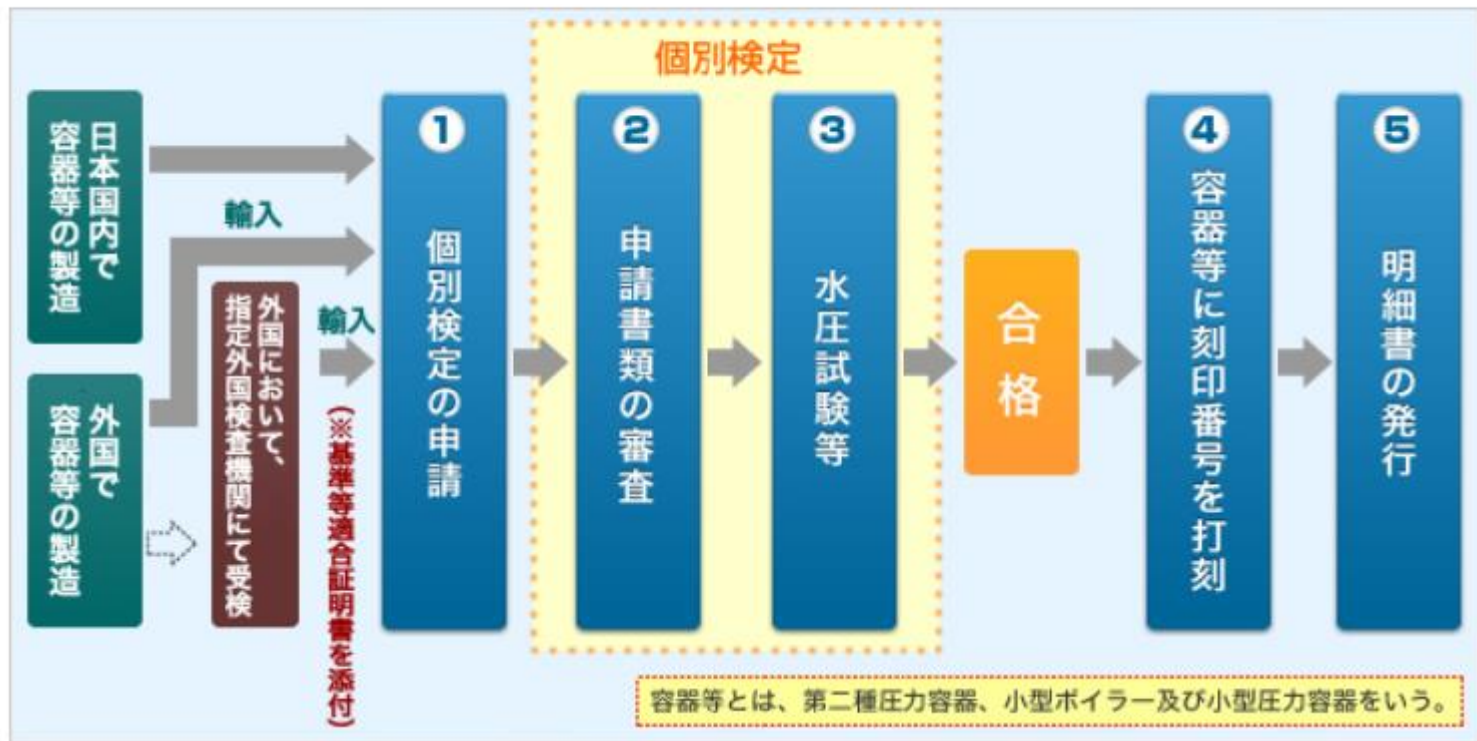 個別検定
日本国内で
容器等の製造
輸入
外国で
容器等の製造
外国において、
指定外国検査機関にて受検
輸入
(※基準等適合証明書を添付)
① 個別検定の申請
② 申請書類の審査
③ 水圧試験等
合格
④ 容器等に刻印番号を打刻
⑤ 明細書の発行
容器等とは、第二種圧力容器、小型ボイラー及び小型圧力容器をいう。